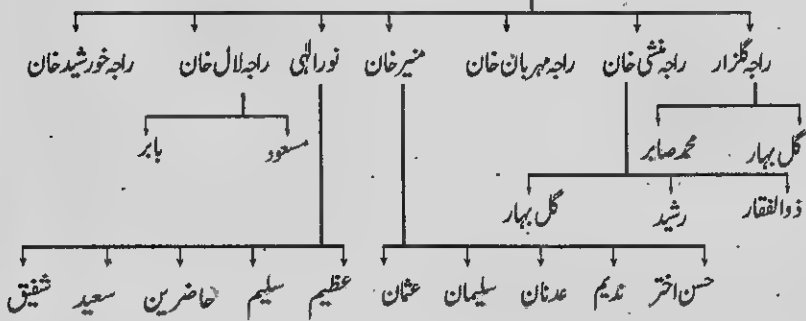 راجہ گلزار راجہ منشی خان راجہ مہربان خان منیر خان نور الٰہی راجہ لال خان راجہ خورشید خان
گل بہار محمد صابر مسعود بابر
ذوالفقار رشید گل بہار
حسن اختر ندیم عدنان سلیمان عثمان عظیم سلیم حاضرین سعید شفیق